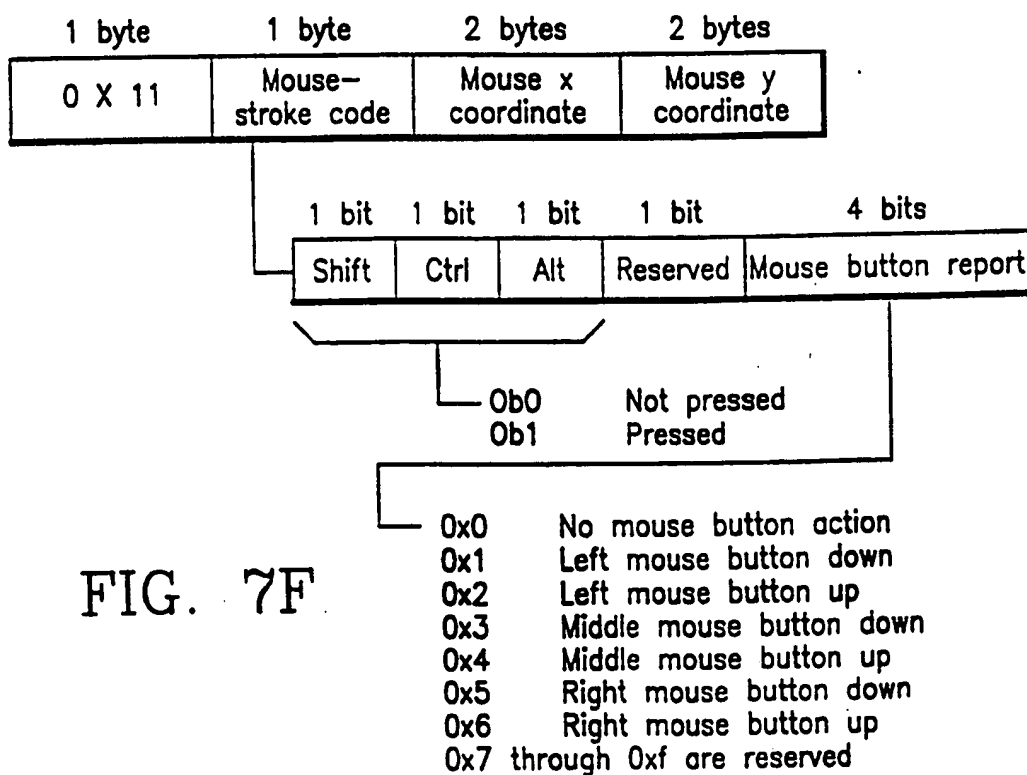 1 byte 1 byte 2 bytes 2 bytes
0 X 11 Mouse- Mouse x Mouse y
stroke code coordinate coordinate
1 bit 1 bit 1 bit 1 bit 4 bits
Shift Ctrl Alt Reserved Mouse button report
0b0 Not pressed
0b1 Pressed
0x0 No mouse button action
0x1 Left mouse button down
0x2 Left mouse button up
0x3 Middle mouse button down
0x4 Middle mouse button up
0x5 Right mouse button down
0x6 Right mouse button up
0x7 through 0xf are reserved
FIG. 7F